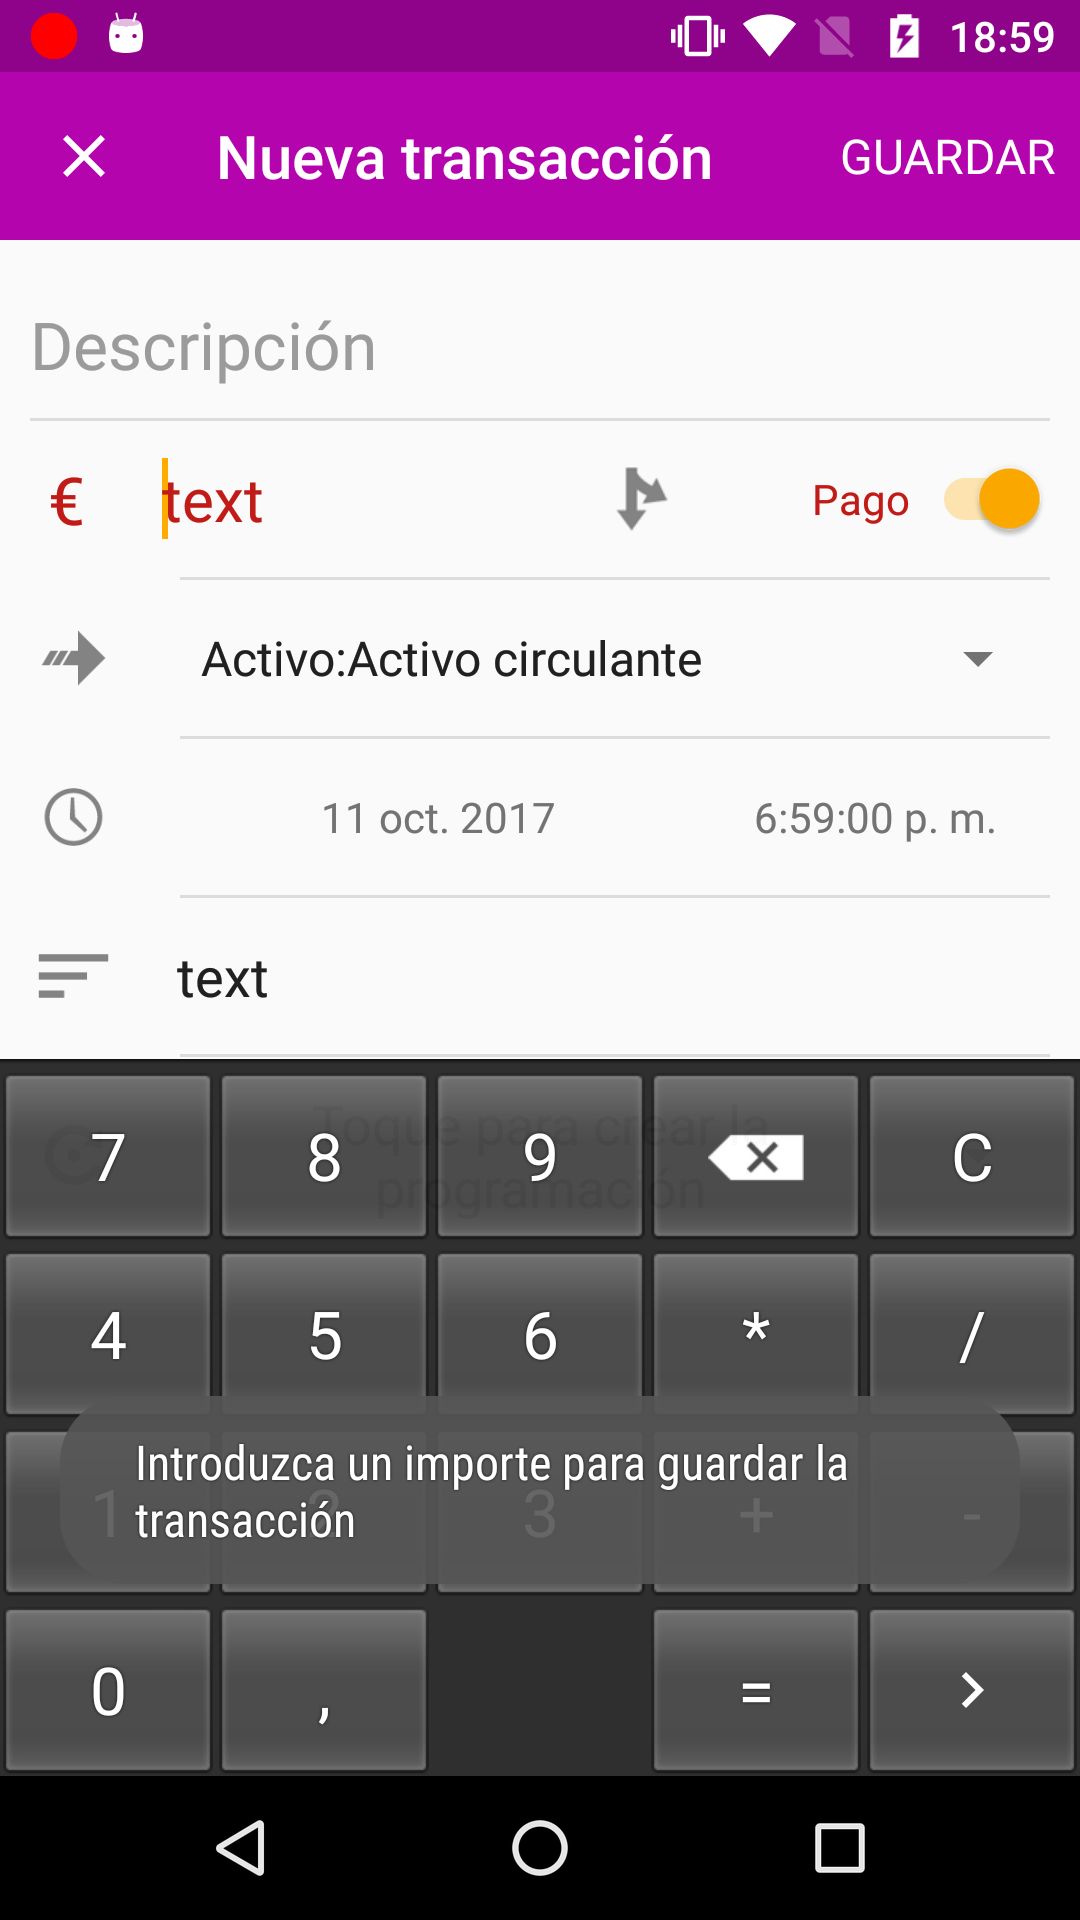 18:59
Nueva transacción GUARDAR
Descripción
€ text Pago
Activo:Activo circulante
11 oct. 2017 6:59:00 p. m.
text
Toque para crear la
programación
7 8 9 C
4 5 6 * /
1 2 3 + -
Introduzca un importe para guardar la
transacción
0 , = >